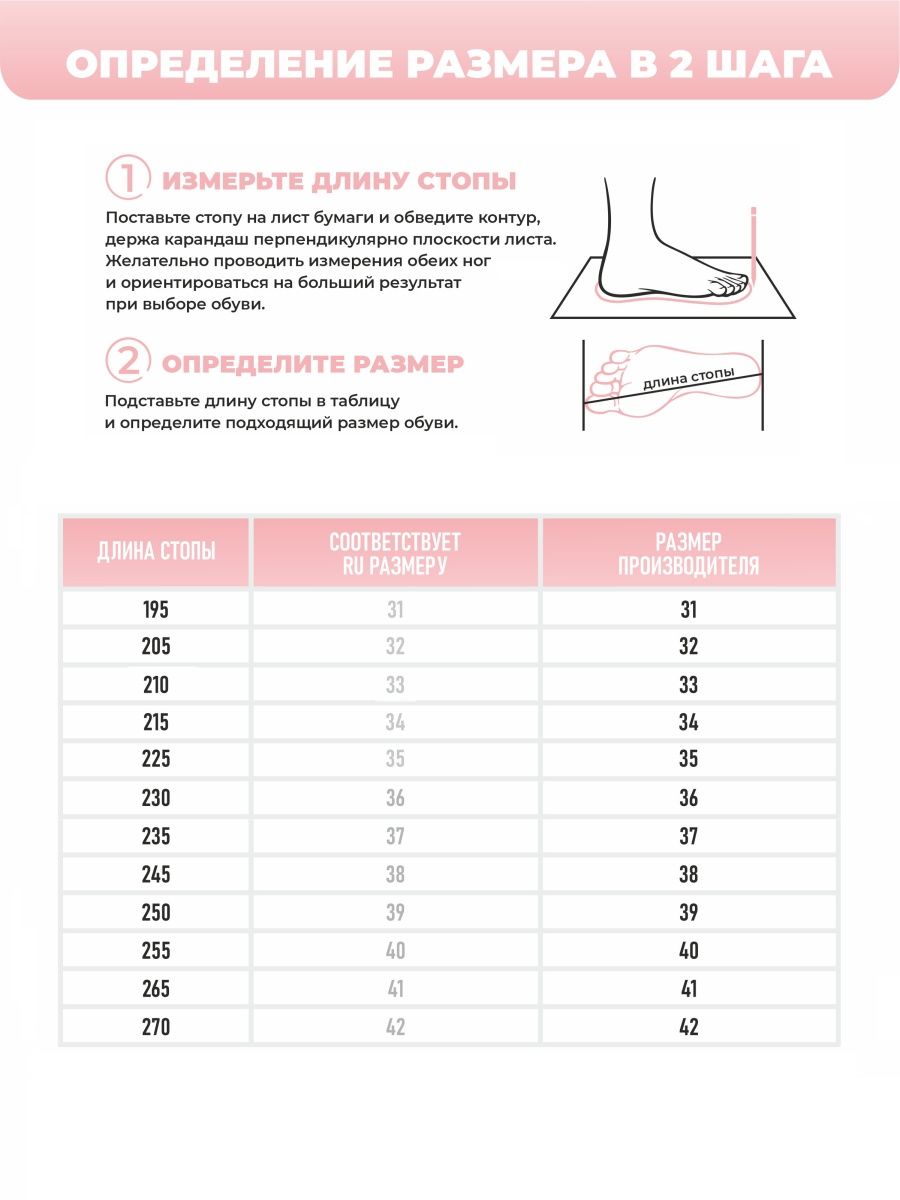 ОПРЕДЕЛЕНИЕ РАЗМЕРА В 2 ШАГА
1 ИЗМЕРЬТЕ ДЛИНУ СТОПЫ
Поставьте стопу на лист бумаги и обведите контур,
держа карандаш перпендикулярно плоскости листа.
Желательно проводить измерения обеих ног
и ориентироваться на больший результат
при выборе обуви.
2 ОПРЕДЕЛИТЕ РАЗМЕР
Подставьте длину стопы в таблицу
и определите подходящий размер обуви.
длина стопы
ДЛИНА СТОПЫ СООТВЕТСТВУЕТ RU РАЗМЕРУ РАЗМЕР ПРОИЗВОДИТЕЛЯ
195 31 31
205 32 32
210 33 33
215 34 34
225 35 35
230 36 36
235 37 37
245 38 38
250 39 39
255 40 40
265 41 41
270 42 42